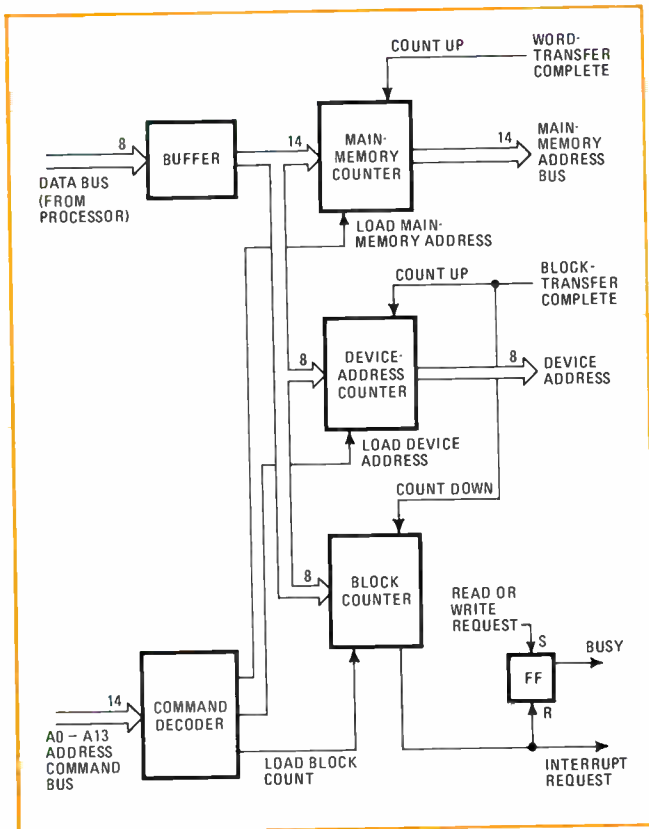 COUNT UP
WORD-
TRANSFER
COMPLETE
8
BUFFER
14
MAIN-
MEMORY
COUNTER
14
MAIN-
MEMORY
ADDRESS
BUS
DATA BUS
(FROM
PROCESSOR)
LOAD MAIN-
MEMORY ADDRESS
COUNT UP
BLOCK-
TRANSFER
COMPLETE
8
DEVICE-
ADDRESS
COUNTER
8
DEVICE
ADDRESS
LOAD DEVICE
ADDRESS
COUNT DOWN
8
BLOCK
COUNTER
READ OR
WRITE
REQUEST
S
FF
BUSY
R
14
COMMAND
DECODER
A0 – A13
ADDRESS
COMMAND
BUS
LOAD BLOCK
COUNT
INTERRUPT
REQUEST